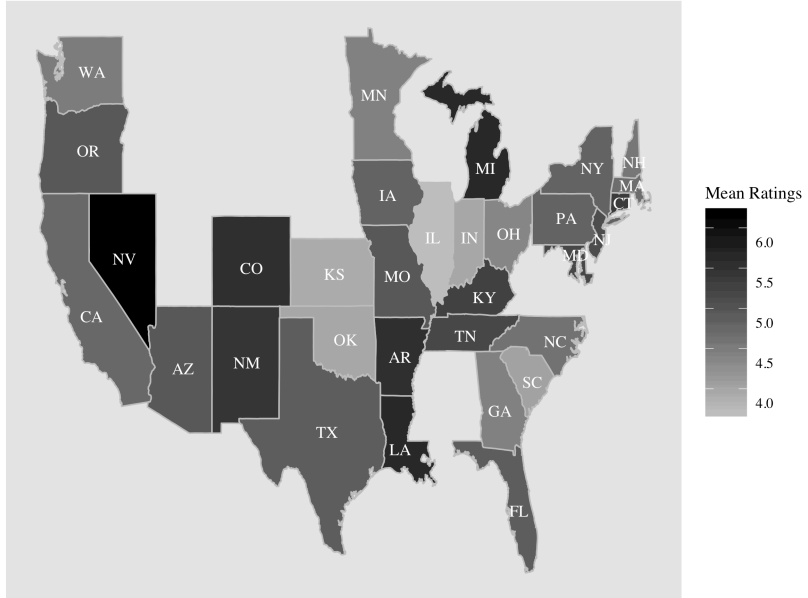 WA
MN
OR
MI
NH
NY
MA
IA
CT
PA
IL
IN
OH
NJ
NV
MD
CO
KS
MO
KY
CA
TN
NC
OK
AR
NM
AZ
SC
GA
TX
LA
FL
Mean Ratings
6.0
5.5
5.0
4.5
4.0